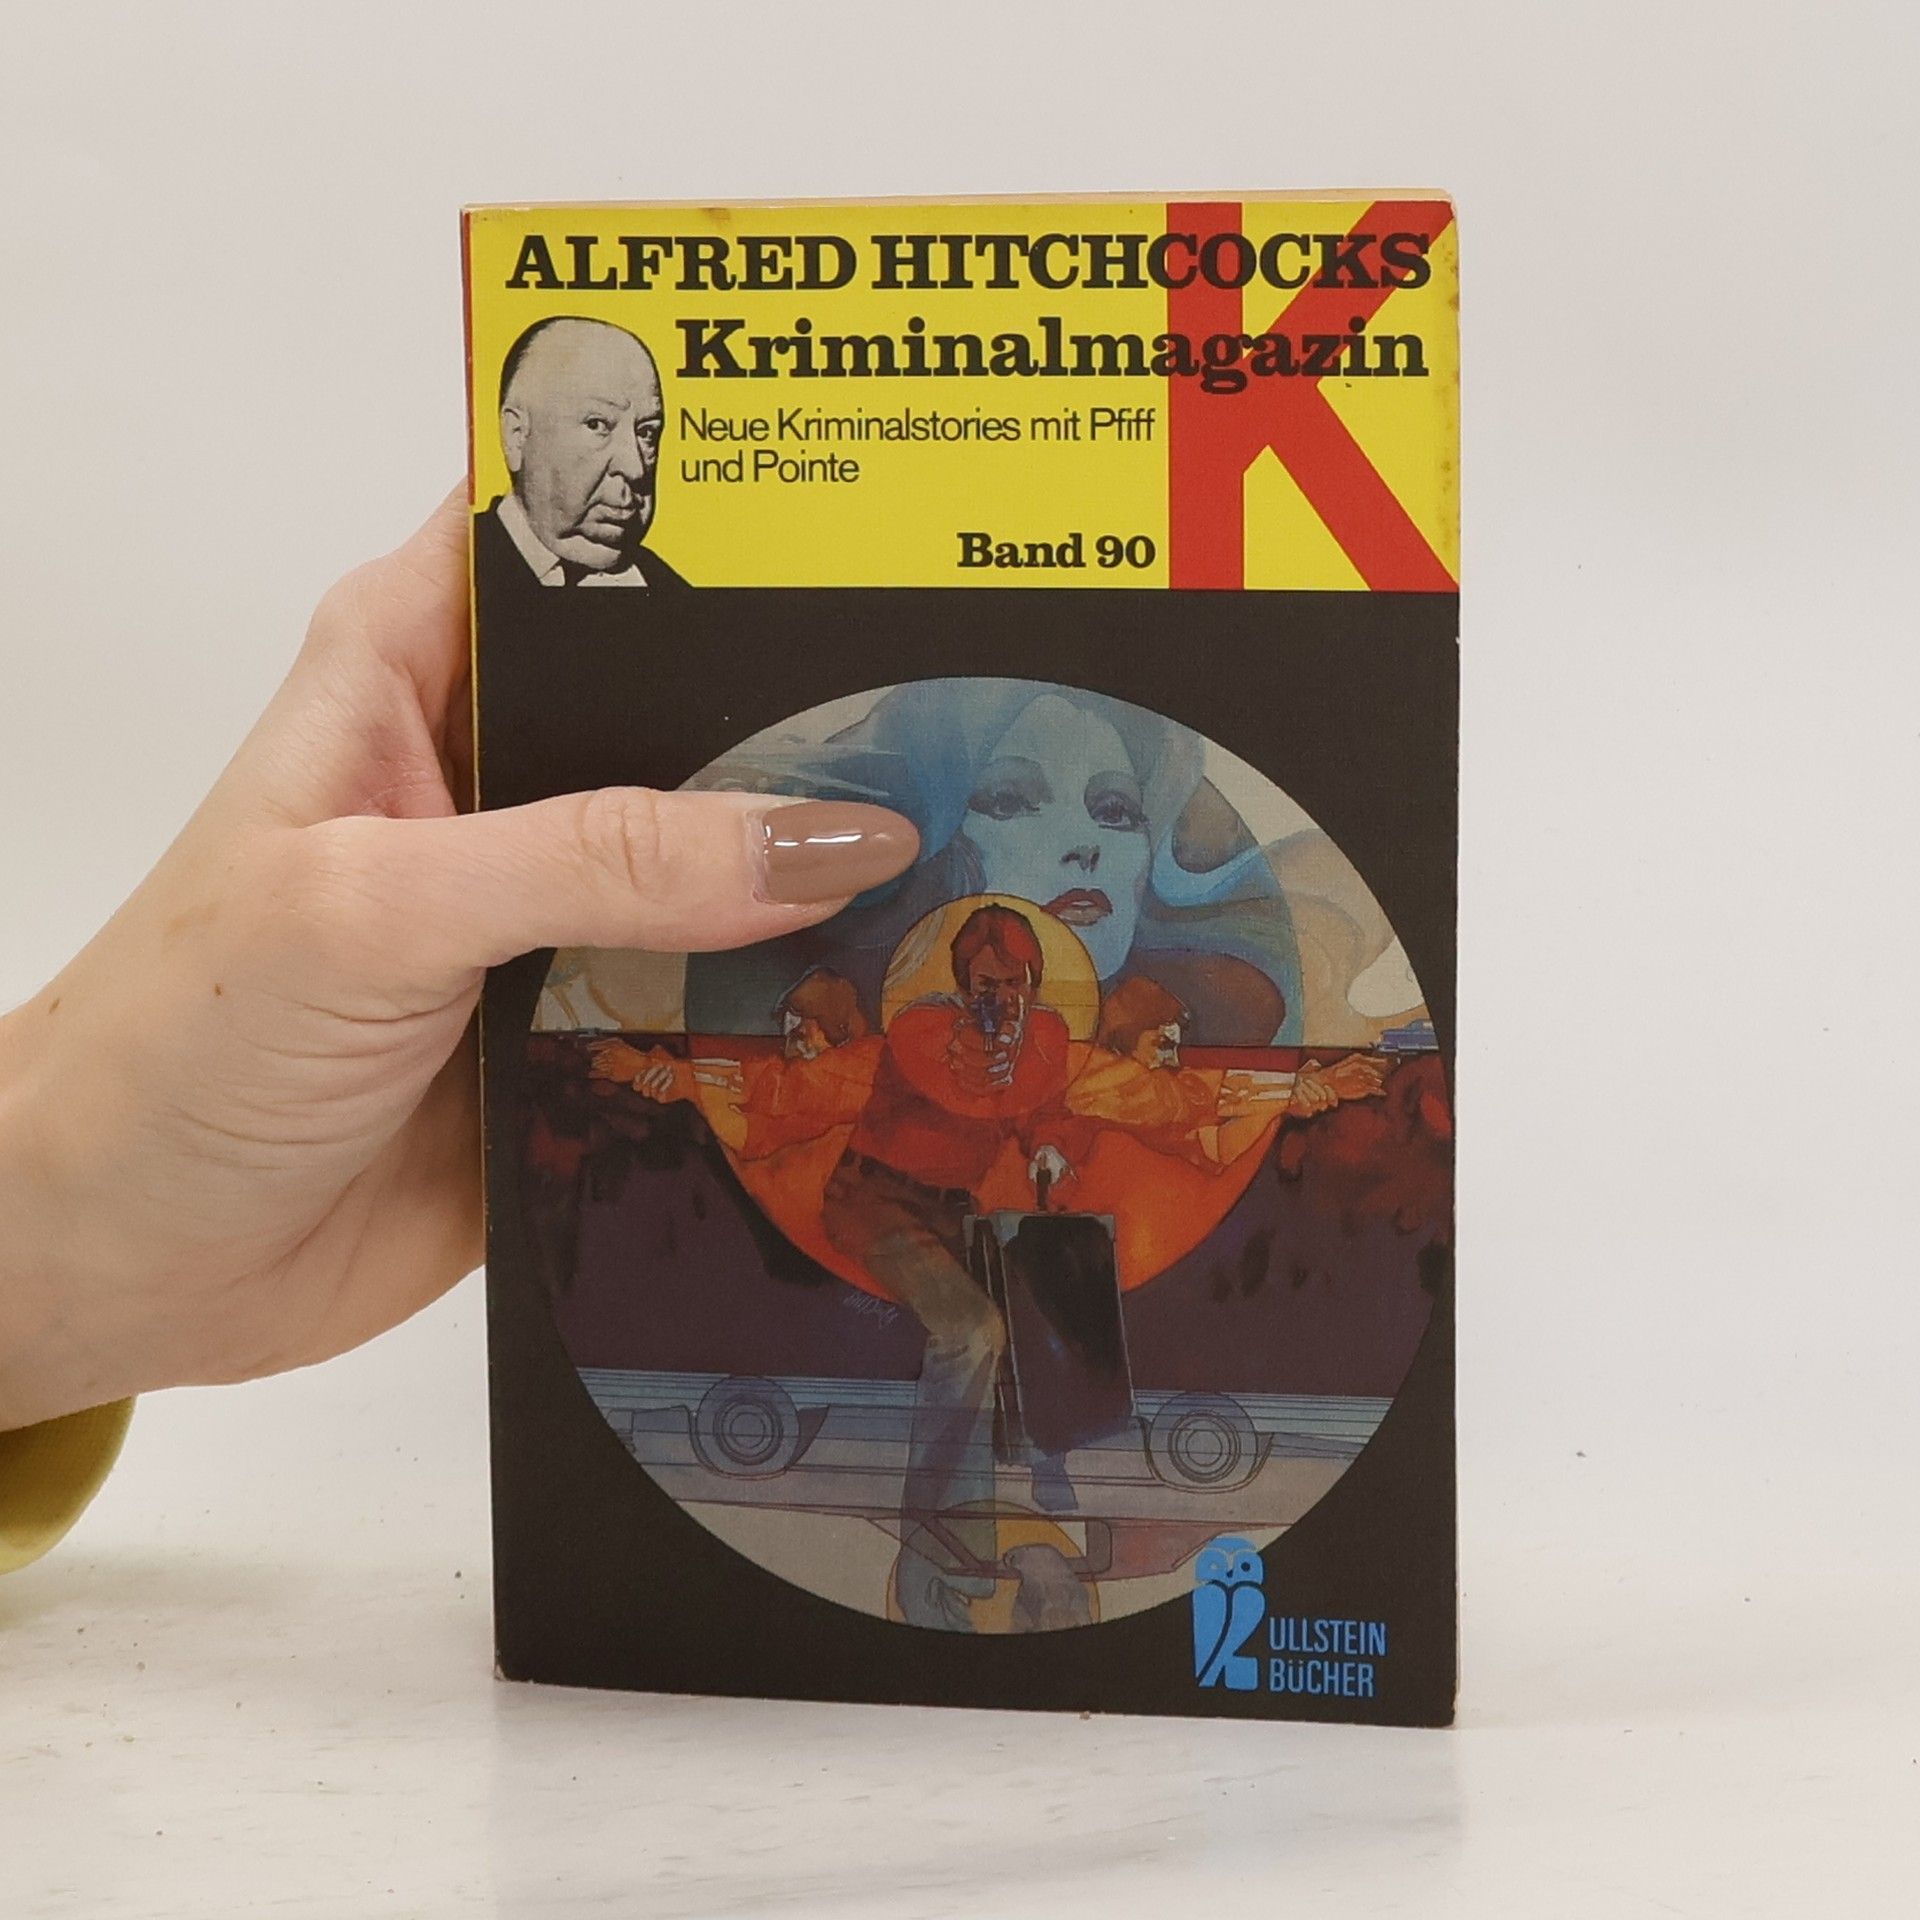 ALFRED HITCHCOCKS
Kriminalmagazin
Neue Kriminalstories mit Pfiff
und Pointe
Band 90
K
ULLSTEIN
BÜCHER